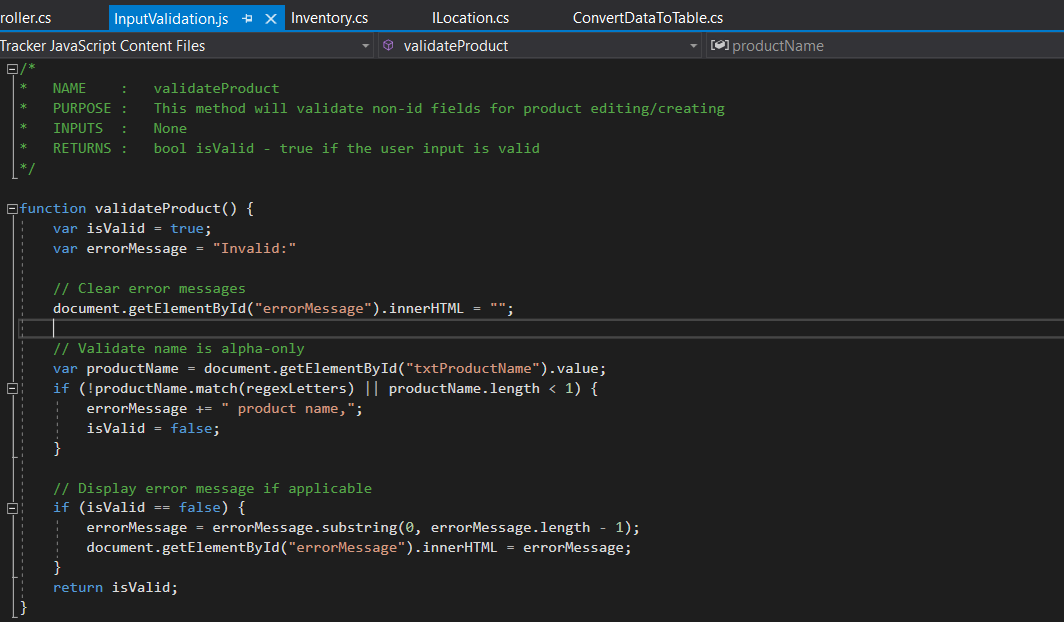 roller.cs InputValidation.js Inventory.cs ILocation.cs ConvertDataToTable.cs
Tracker JavaScript Content Files validateProduct productName
/*
* NAME : validateProduct
* PURPOSE : This method will validate non-id fields for product editing/creating
* INPUTS : None
* RETURNS : bool isValid - true if the user input is valid
*/
function validateProduct() {
var isValid = true;
var errorMessage = "Invalid:"
// Clear error messages
document.getElementById("errorMessage").innerHTML = "";
// Validate name is alpha-only
var productName = document.getElementById("txtProductName").value;
if (!productName.match(regexLetters) || productName.length < 1) {
errorMessage += " product name,";
isValid = false;
}
// Display error message if applicable
if (isValid == false) {
errorMessage = errorMessage.substring(0, errorMessage.length - 1);
document.getElementById("errorMessage").innerHTML = errorMessage;
}
return isValid;
}